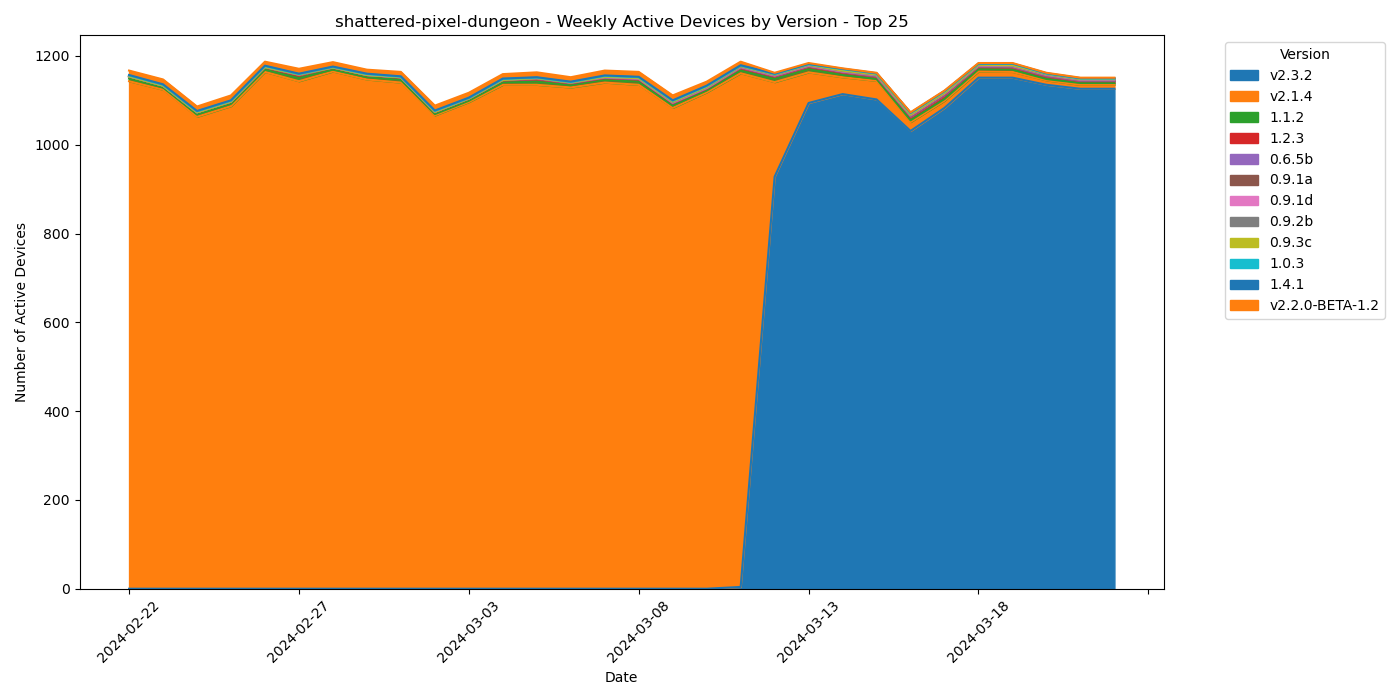 shattered-pixel-dungeon - Weekly Active Devices by Version - Top 25
Number of Active Devices
1200
1000
800
600
400
200
0
2024-02-22
2024-02-27
2024-03-03
2024-03-08
2024-03-13
2024-03-18
Date
Version
v2.3.2
v2.1.4
1.1.2
1.2.3
0.6.5b
0.9.1a
0.9.1d
0.9.2b
0.9.3c
1.0.3
1.4.1
v2.2.0-BETA-1.2